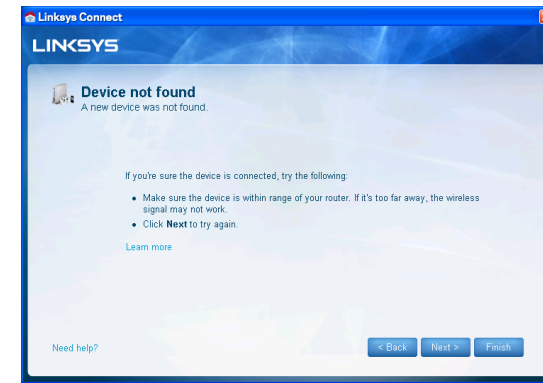 Linksys Connect
LINKSYS
Device not found
A new device was not found.
If you're sure the device is connected, try the following:
• Make sure the device is within range of your router. If it's too far away, the wireless
signal may not work.
• Click Next to try again.
Learn more
Need help?
< Back Next > Finish